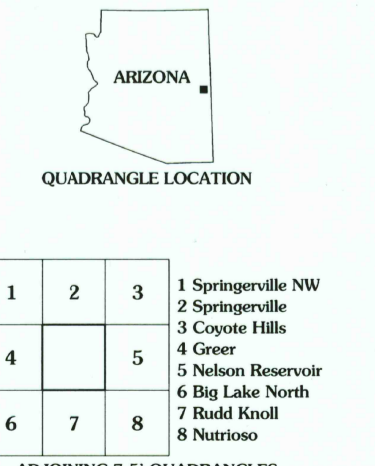 ARIZONA
QUADRANGLE LOCATION
1 2 3
4 5
6 7 8
1 Springerville NW
2 Springerville
3 Coyote Hills
4 Greer
5 Nelson Reservoir
6 Big Lake North
7 Rudd Knoll
8 Nutrioso
ADJOINING 7.5' QUADRANGLES